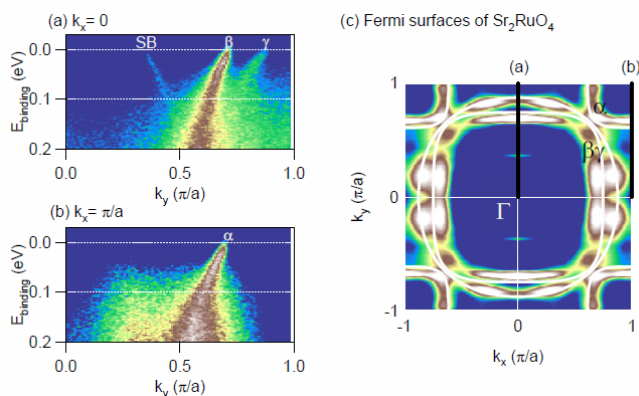 (a) kx= 0
SB β γ
0.0
0.1
0.2
Ebinding (eV)
0.0 0.5 1.0
ky (π/a)
(b) kx= π/a
α
0.0
0.1
0.2
Ebinding (eV)
0.0 0.5 1.0
ky (π/a)
(c) Fermi surfaces of Sr2RuO4
(a) (b)
1
α
βγ
0
Γ
-1
ky (π/a)
-1 0 1
kx (π/a)